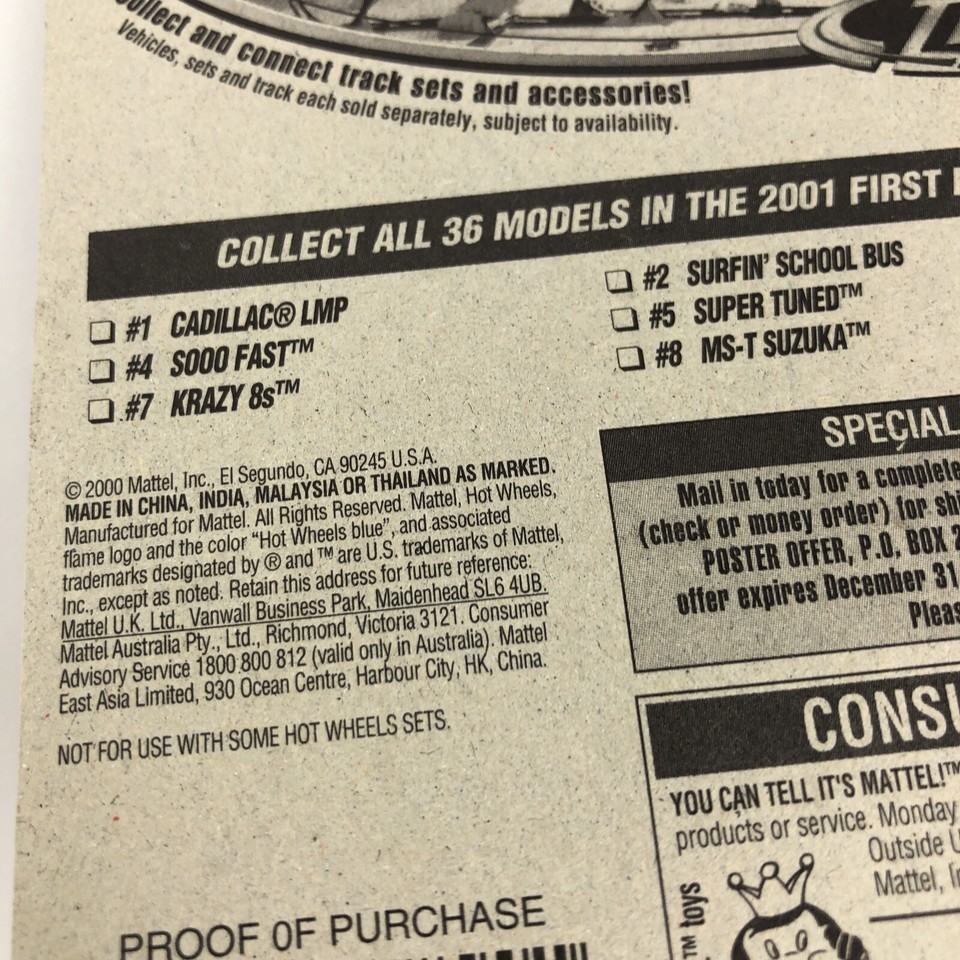 Collect and connect track sets and accessories!
Vehicles, sets and track each sold separately, subject to availability.
COLLECT ALL 36 MODELS IN THE 2001 FIRST
#1 CADILLAC® LMP
#2 SURFIN' SCHOOL BUS
#4 SOOO FAST™
#5 SUPER TUNED™
#7 KRAZY 8s™
#8 MS-T SUZUKA™
© 2000 Mattel, Inc., El Segundo, CA 90245 U.S.A.
MADE IN CHINA, INDIA, MALAYSIA OR THAILAND AS MARKED.
Manufactured for Mattel. All Rights Reserved. Mattel, Hot Wheels,
flame logo and the color "Hot Wheels blue", and associated
trademarks designated by ® and ™ are U.S. trademarks of Mattel,
Inc., except as noted. Retain this address for future reference:
Mattel U.K. Ltd., Vanwall Business Park, Maidenhead SL6 4UB.
Mattel Australia Pty., Ltd., Richmond, Victoria 3121. Consumer
Advisory Service 1800 800 812 (valid only in Australia). Mattel
East Asia Limited, 930 Ocean Centre, Harbour City, HK, China.
NOT FOR USE WITH SOME HOT WHEELS SETS.
PROOF OF PURCHASE
SPECIAL
Mail in today for a complete
(check or money order) for
POSTER OFFER, P.O. BOX
offer expires December 31
CONSU
YOU CAN TELL IT'S MATTEL!™
products or service. Monday
Outside
Mattel,
™ toys